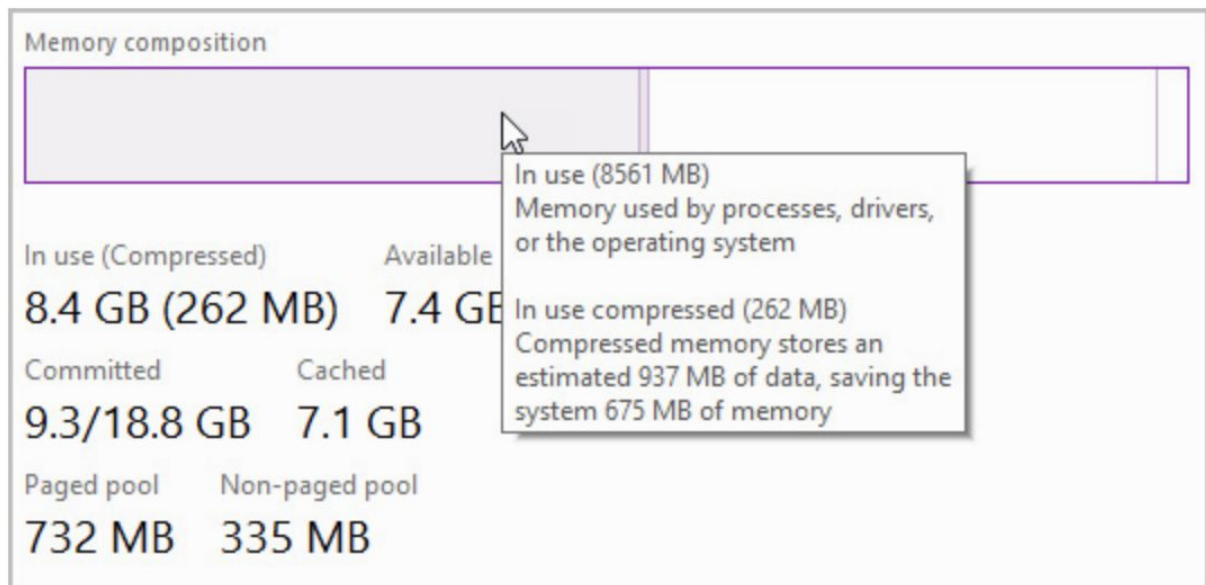 Memory composition
In use (8561 MB)
Memory used by processes, drivers,
or the operating system
In use compressed (262 MB)
Compressed memory stores an
estimated 937 MB of data, saving the
system 675 MB of memory
In use (Compressed)
Available
8.4 GB (262 MB)
7.4 GB
Committed
Cached
9.3/18.8 GB
7.1 GB
Paged pool
Non-paged pool
732 MB
335 MB